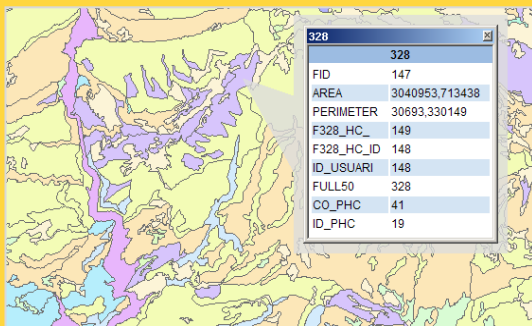 328
328
FID 147
AREA 3040953,713438
PERIMETER 30693,330149
F328_HC_ 149
F328_HC_ID 148
ID_USUARI 148
FULL50 328
CO_PHC 41
ID_PHC 19